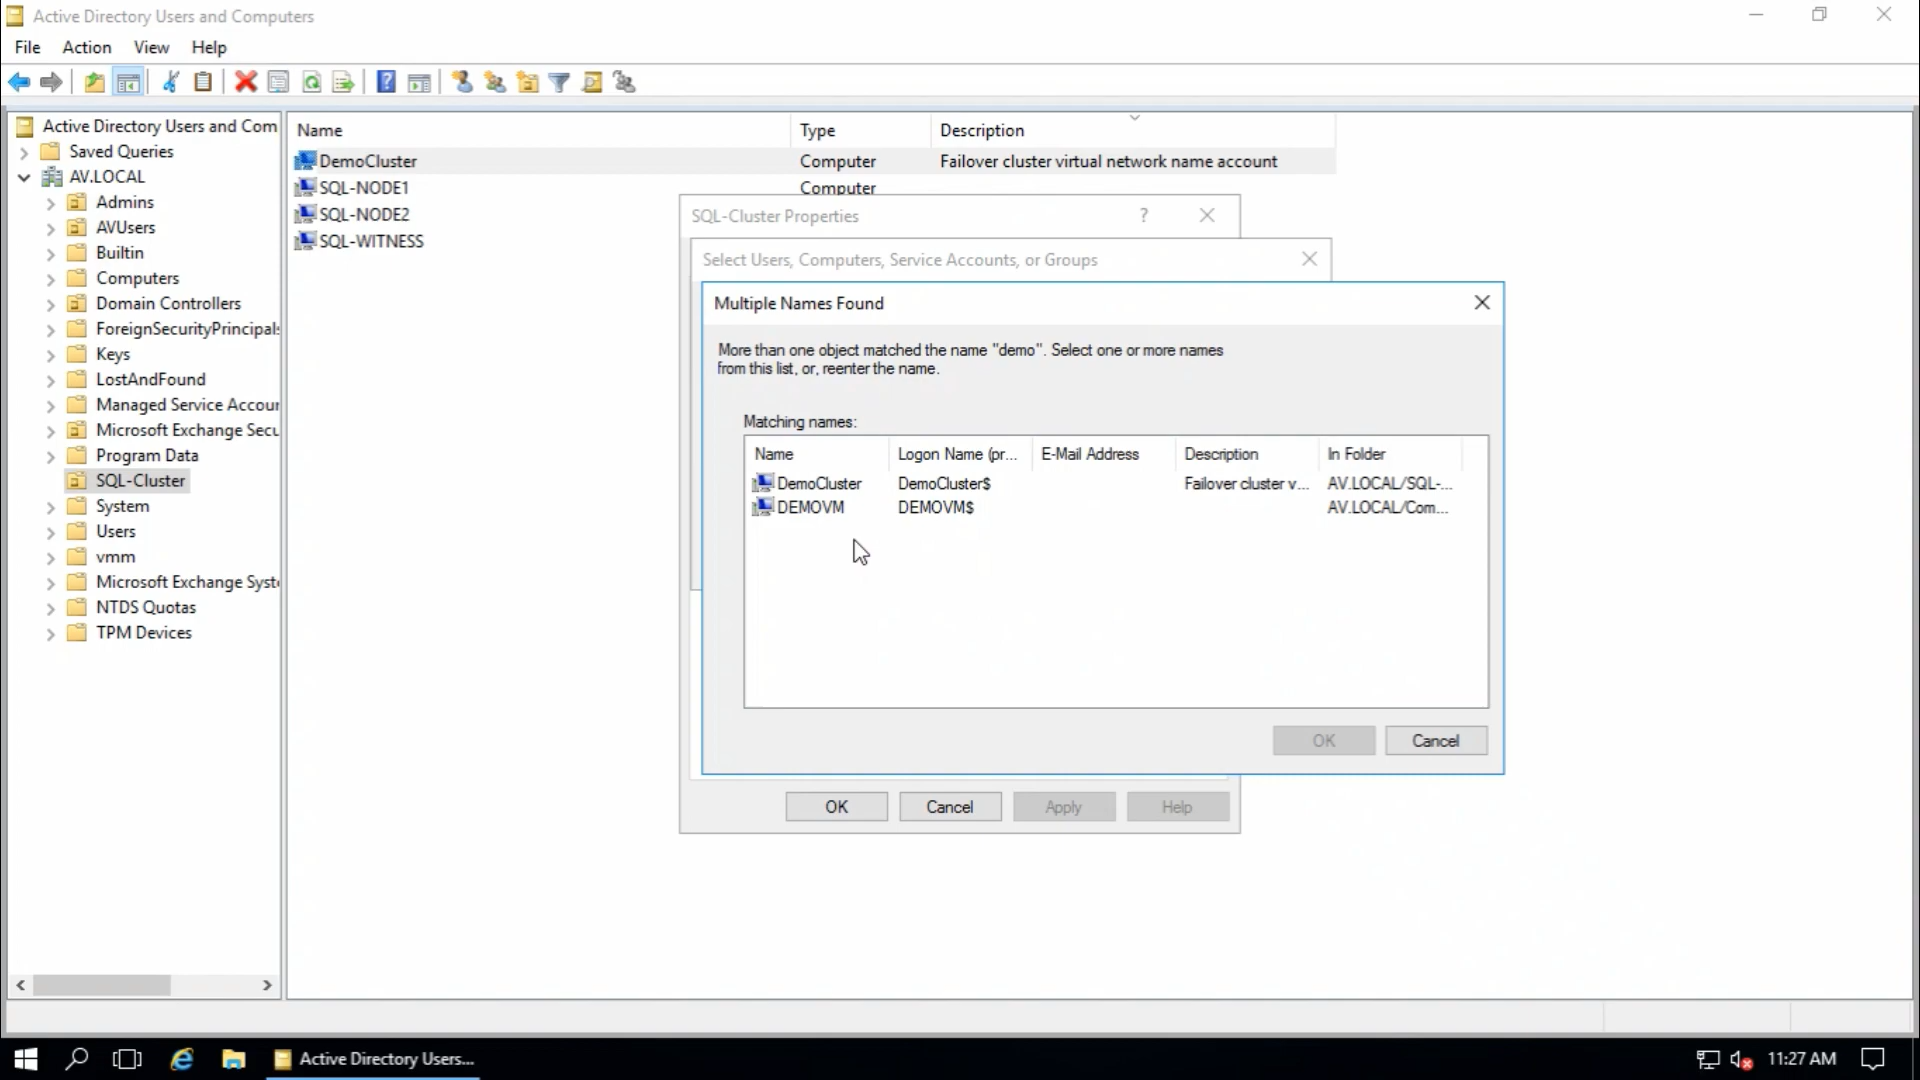 Active Directory Users and Computers
File Action View Help
Active Directory Users and Com
Saved Queries
AV.LOCAL
Admins
AVUsers
Builtin
Computers
Domain Controllers
ForeignSecurityPrincipals
Keys
LostAndFound
Managed Service Accour
Microsoft Exchange Secu
Program Data
SQL-Cluster
System
Users
vmm
Microsoft Exchange Syst
NTDS Quotas
TPM Devices
Name Type Description
DemoCluster Computer Failover cluster virtual network name account
SQL-NODE1 Computer
SQL-NODE2
SQL-WITNESS
SQL-Cluster Properties ?
Select Users, Computers, Service Accounts, or Groups
Multiple Names Found
More than one object matched the name "demo". Select one or more names
from this list, or, reenter the name.
Matching names:
Name Logon Name (pr... E-Mail Address Description In Folder
DemoCluster DemoCluster$ Failover cluster v... AV.LOCAL/SQL-...
DEMOVM DEMOVM$ AV.LOCAL/Com...
OK Cancel
OK Cancel Apply Help
Active Directory Users... 11:27 AM